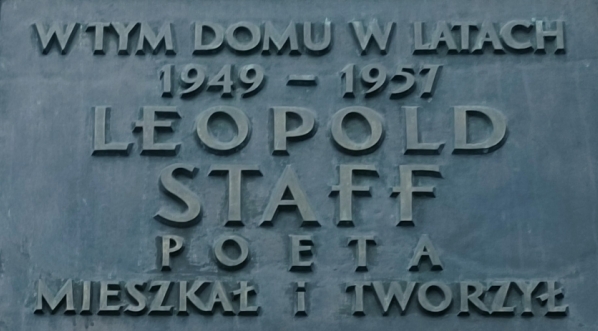 W TYM DOMU W LATACH
1949 – 1957
LEOPOLD
STAFF
POETA
MIESZKAŁ i TWORZYŁ